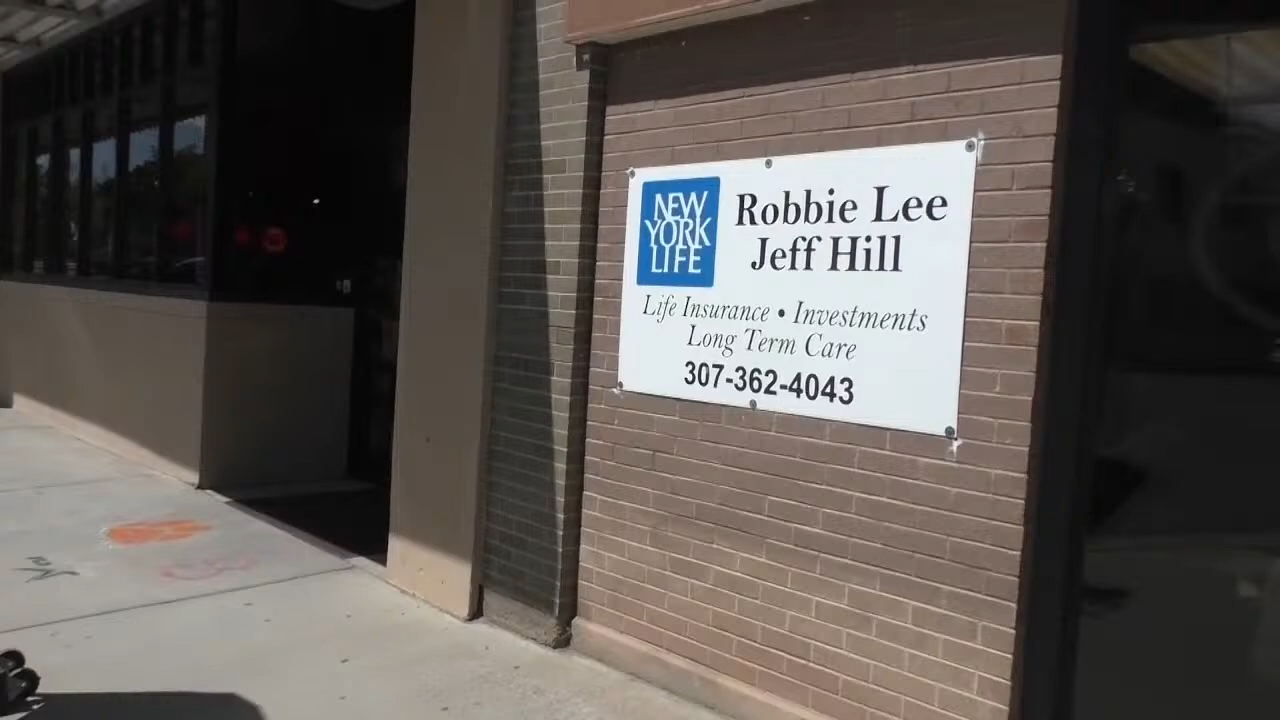 NEW
YORK
LIFE
Robbie Lee
Jeff Hill
Life Insurance • Investments
Long Term Care
307-362-4043